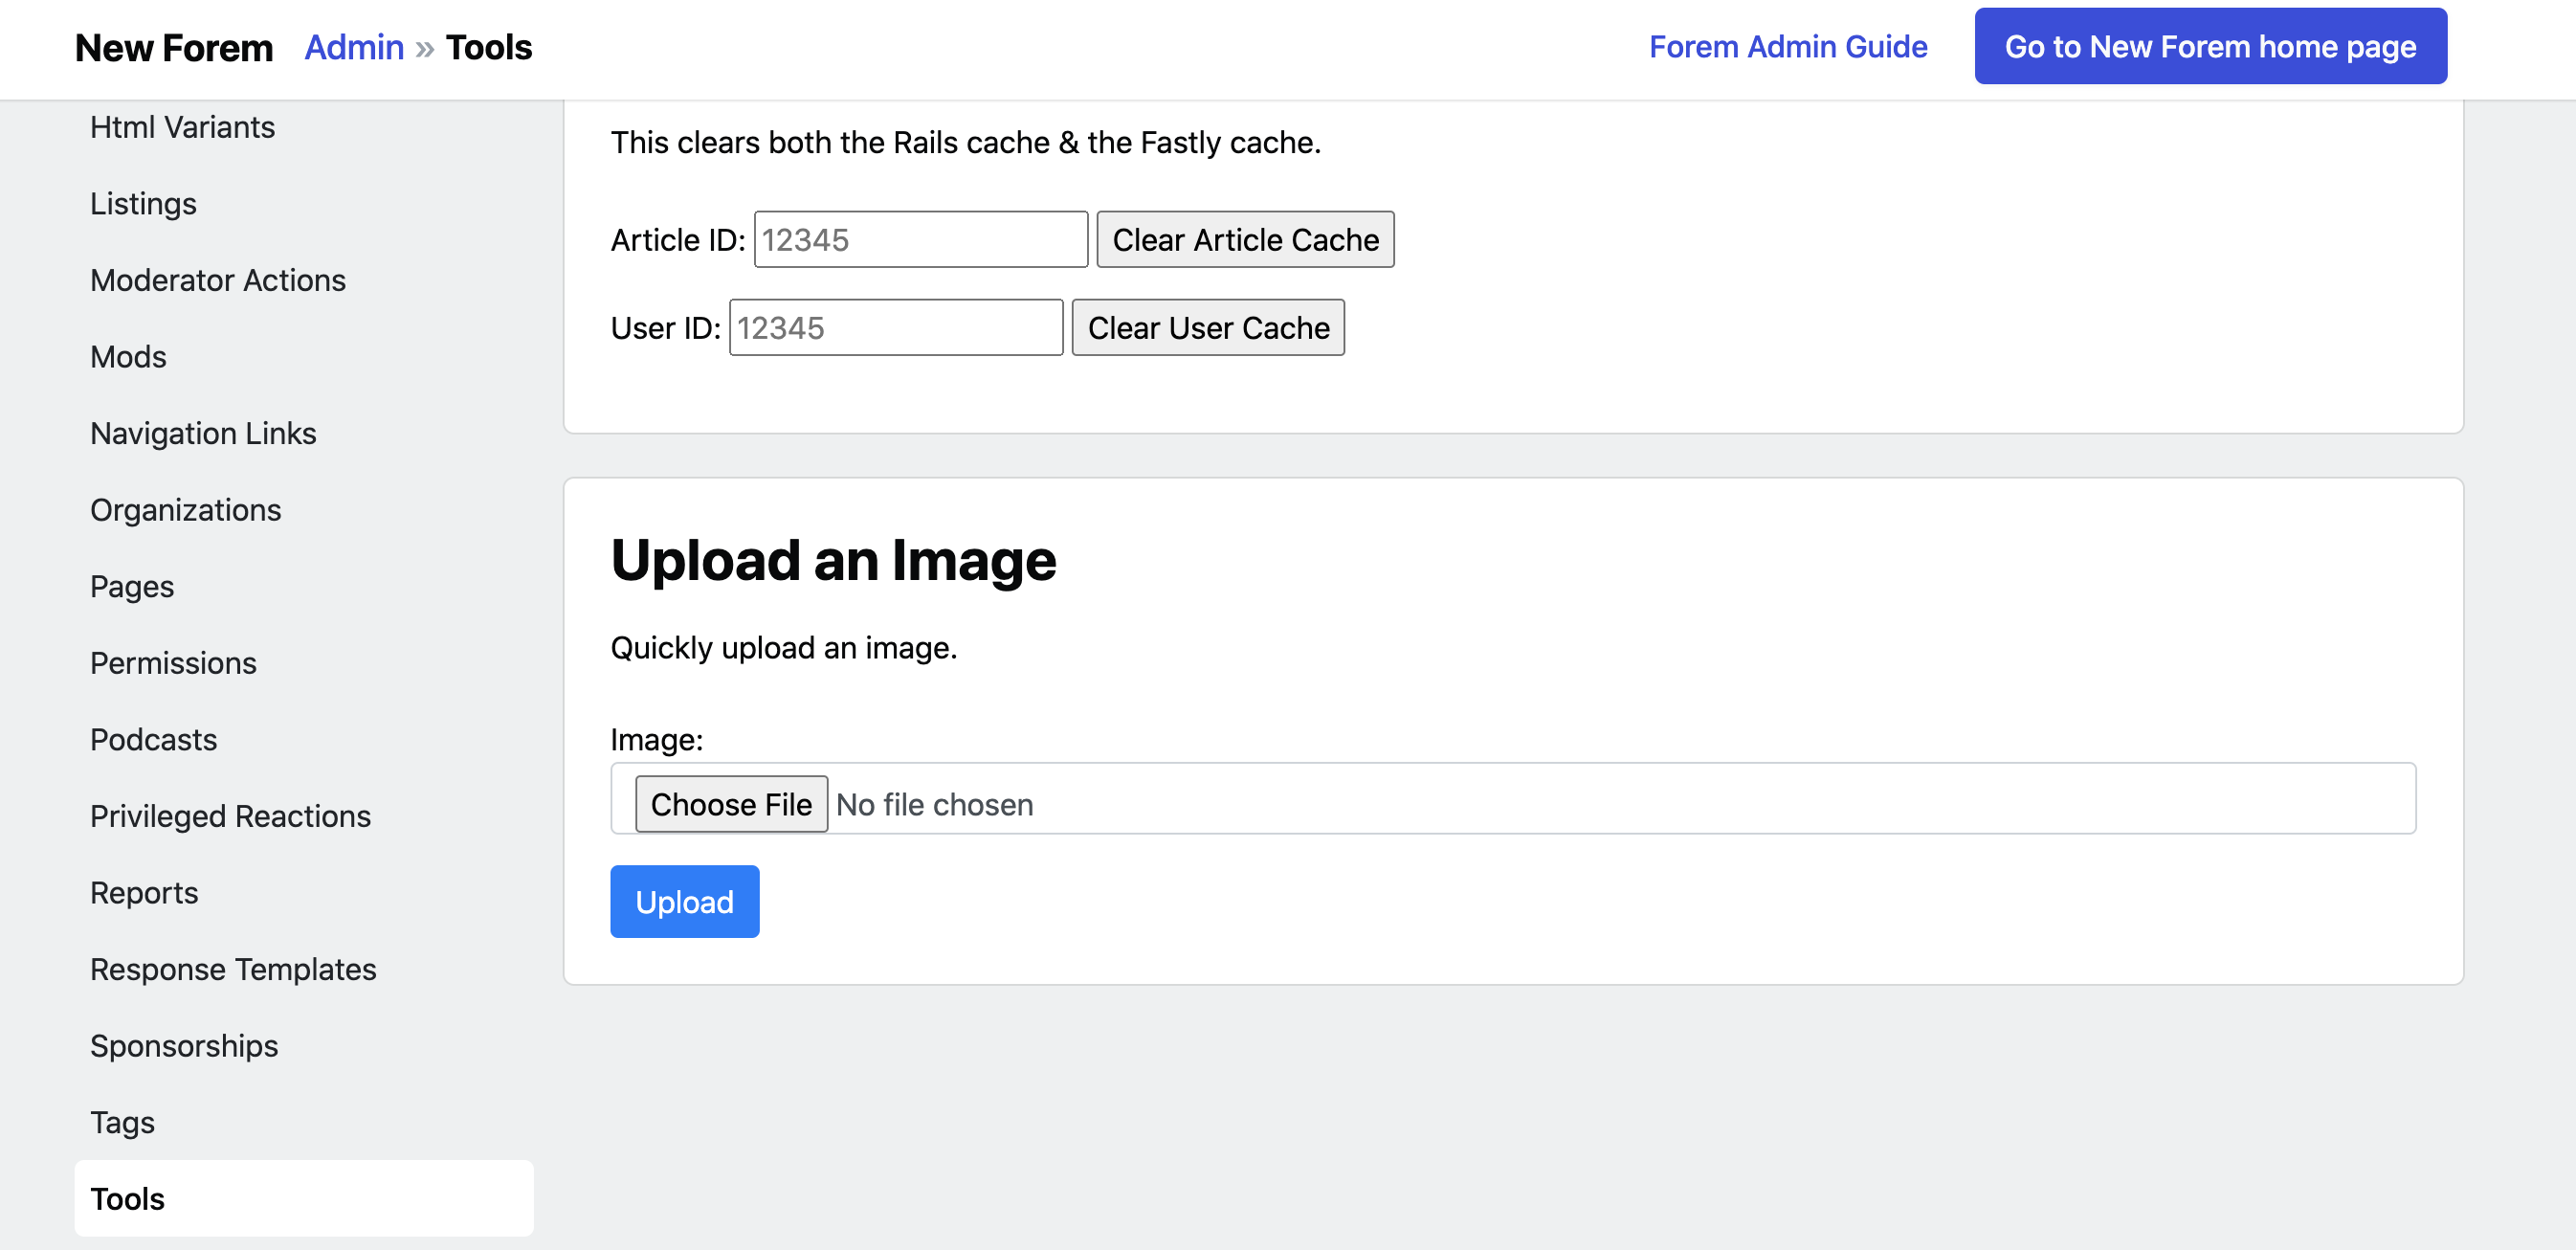 New Forem Admin » Tools Forem Admin Guide Go to New Forem home page
Html Variants
Listings
Moderator Actions
Mods
Navigation Links
Organizations
Pages
Permissions
Podcasts
Privileged Reactions
Reports
Response Templates
Sponsorships
Tags
Tools
This clears both the Rails cache & the Fastly cache.
Article ID: 12345 Clear Article Cache
User ID: 12345 Clear User Cache
Upload an Image
Quickly upload an image.
Image:
Choose File No file chosen
Upload